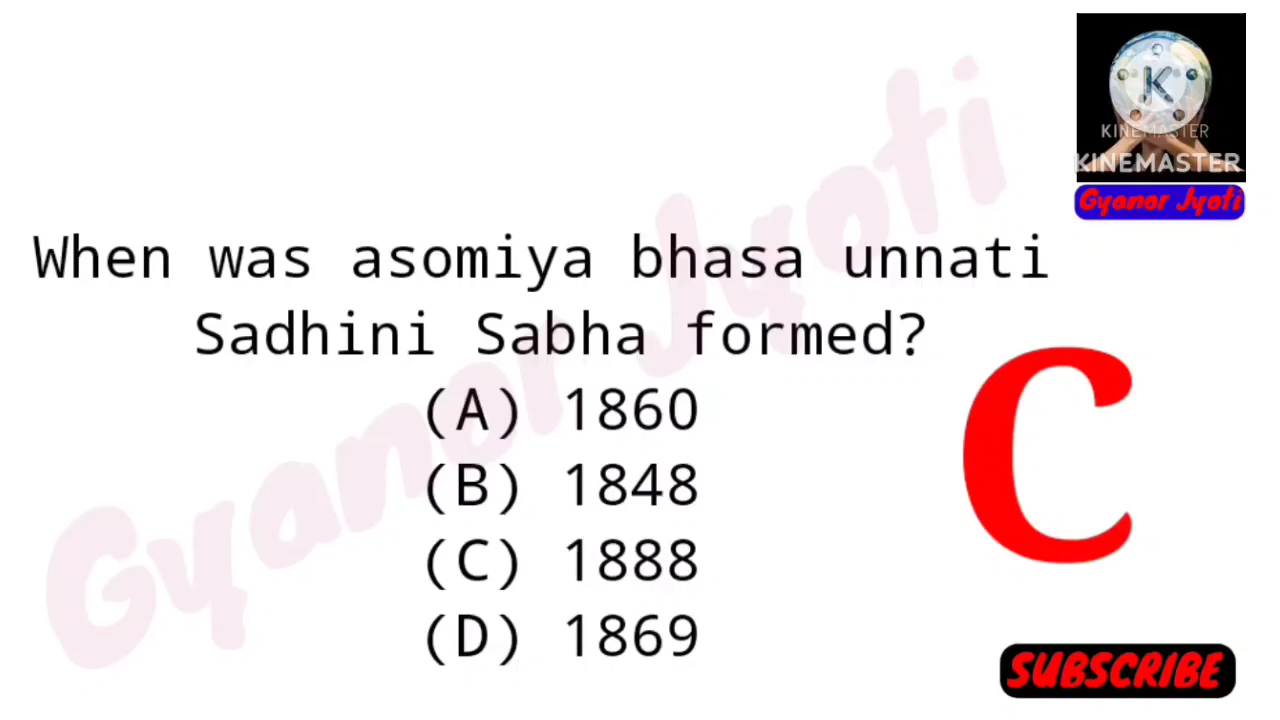 K
KINEMASTER
KINEMASTER
Gyanor Jyoti
Gyanor Jyoti
When was asomiya bhasa unnati
Sadhini Sabha formed?
(A) 1860
(B) 1848
(C) 1888
(D) 1869
C
SUBSCRIBE